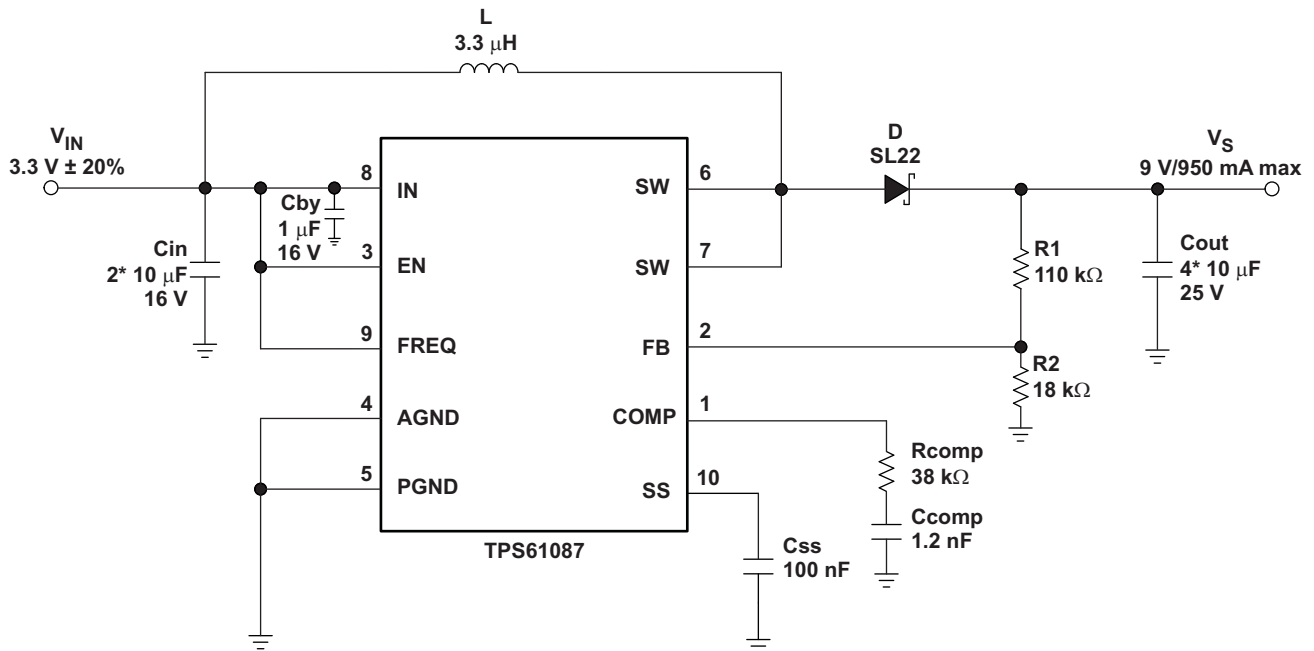 L
3.3 μH
V_IN
3.3 V ± 20%
D
SL22
V_S
9 V/950 mA max
8
IN
SW
6
Cby
1 μF
16 V
Cin
2* 10 μF
16 V
3
EN
SW
7
R1
110 kΩ
Cout
4* 10 μF
25 V
9
FREQ
FB
2
R2
18 kΩ
4
AGND
COMP
1
Rcomp
38 kΩ
5
PGND
SS
10
Ccomp
1.2 nF
TPS61087
Css
100 nF